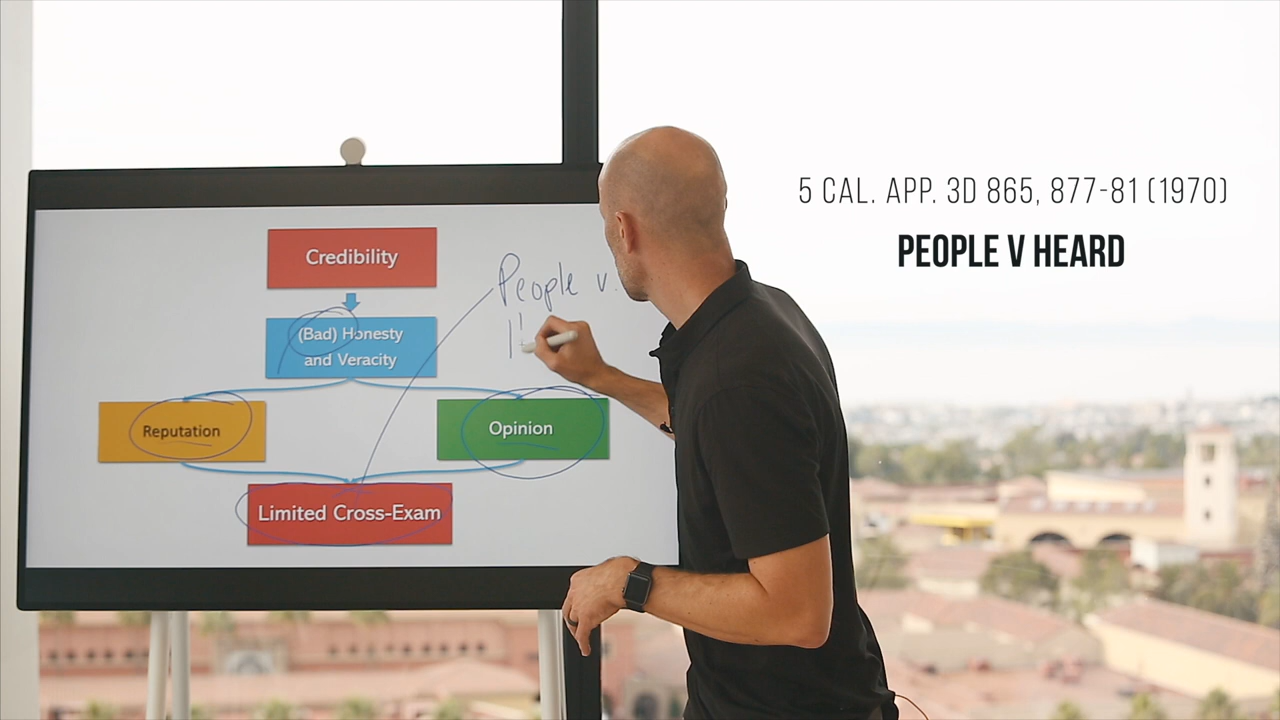 5 CAL. APP. 3D 865, 877-81 (1970)
PEOPLE V HEARD
Credibility
(Bad) Honesty
and Veracity
Reputation
Opinion
Limited Cross-Exam
People v.
H